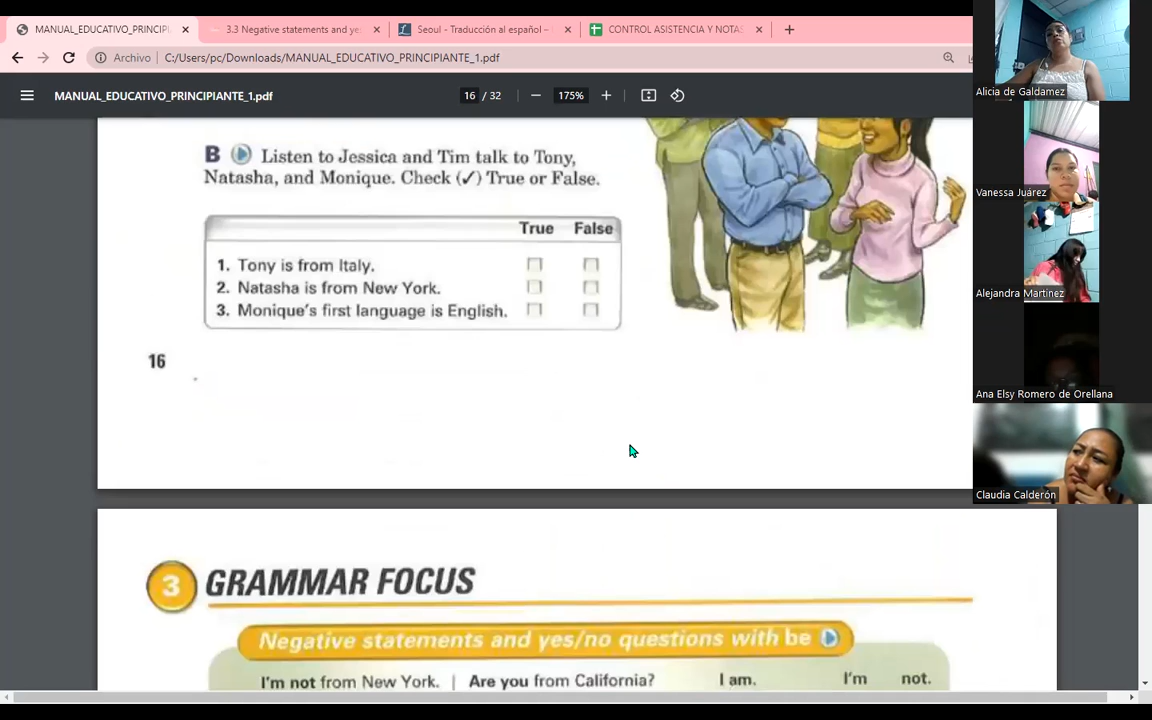 MANUAL_EDUCATIVO_PRINCIPI
3.3 Negative statements and ye
Seoul - Traducción al español –
CONTROL ASISTENCIA Y NOTAS
Archivo
C:/Users/pc/Downloads/MANUAL_EDUCATIVO_PRINCIPIANTE_1.pdf
MANUAL_EDUCATIVO_PRINCIPIANTE_1.pdf
16 / 32
175%
B Listen to Jessica and Tim talk to Tony,
Natasha, and Monique. Check (✓) True or False.
True False
1. Tony is from Italy.
2. Natasha is from New York.
3. Monique's first language is English.
16
3 GRAMMAR FOCUS
Negative statements and yes/no questions with be
I'm not from New York. | Are you from California? I am. I'm not.
Alicia de Galdamez
Vanessa Juárez
Alejandra Martinez
Ana Elsy Romero de Orellana
Claudia Calderón